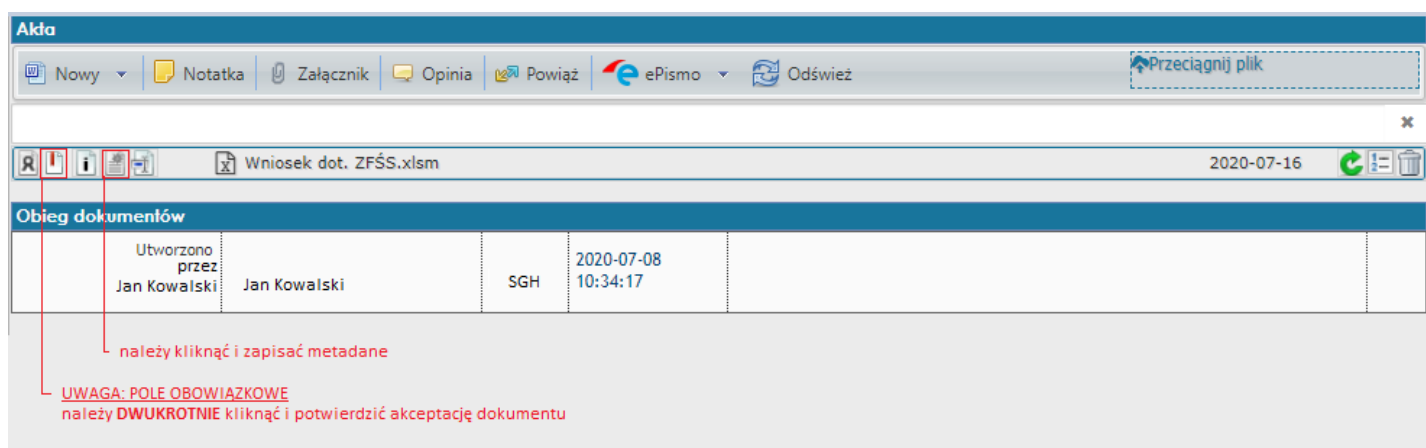 Akta
Nowy Notatka Załącznik Opinia Powiąż ePismo Odśwież Przeciągnij plik
Wniosek dot. ZFŚS.xlsm 2020-07-16
Obieg dokumentów
Utworzono
przez
Jan Kowalski Jan Kowalski SGH 2020-07-08
10:34:17
należy kliknąć i zapisać metadane
UWAGA: POLE OBOWIĄZKOWE
należy DWUKROTNIE kliknąć i potwierdzić akceptację dokumentu